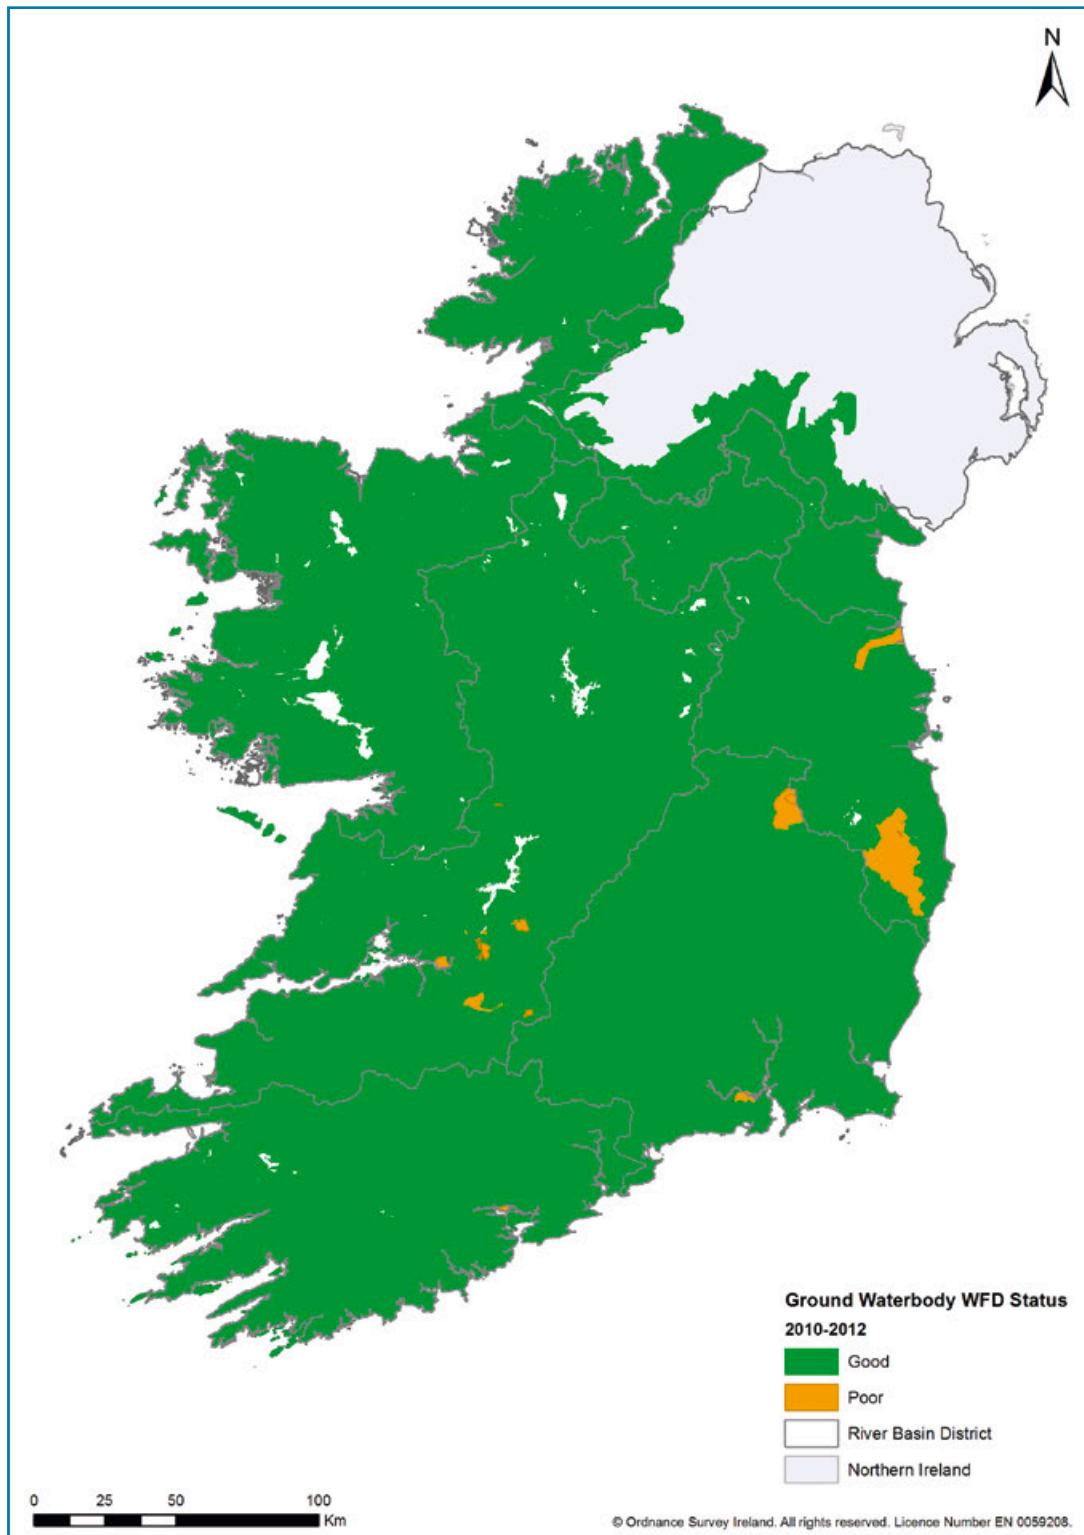 N
Ground Waterbody WFD Status
2010-2012
Good
Poor
River Basin District
Northern Ireland
0 25 50 100
Km
© Ordnance Survey Ireland. All rights reserved. Licence Number EN 0059208.